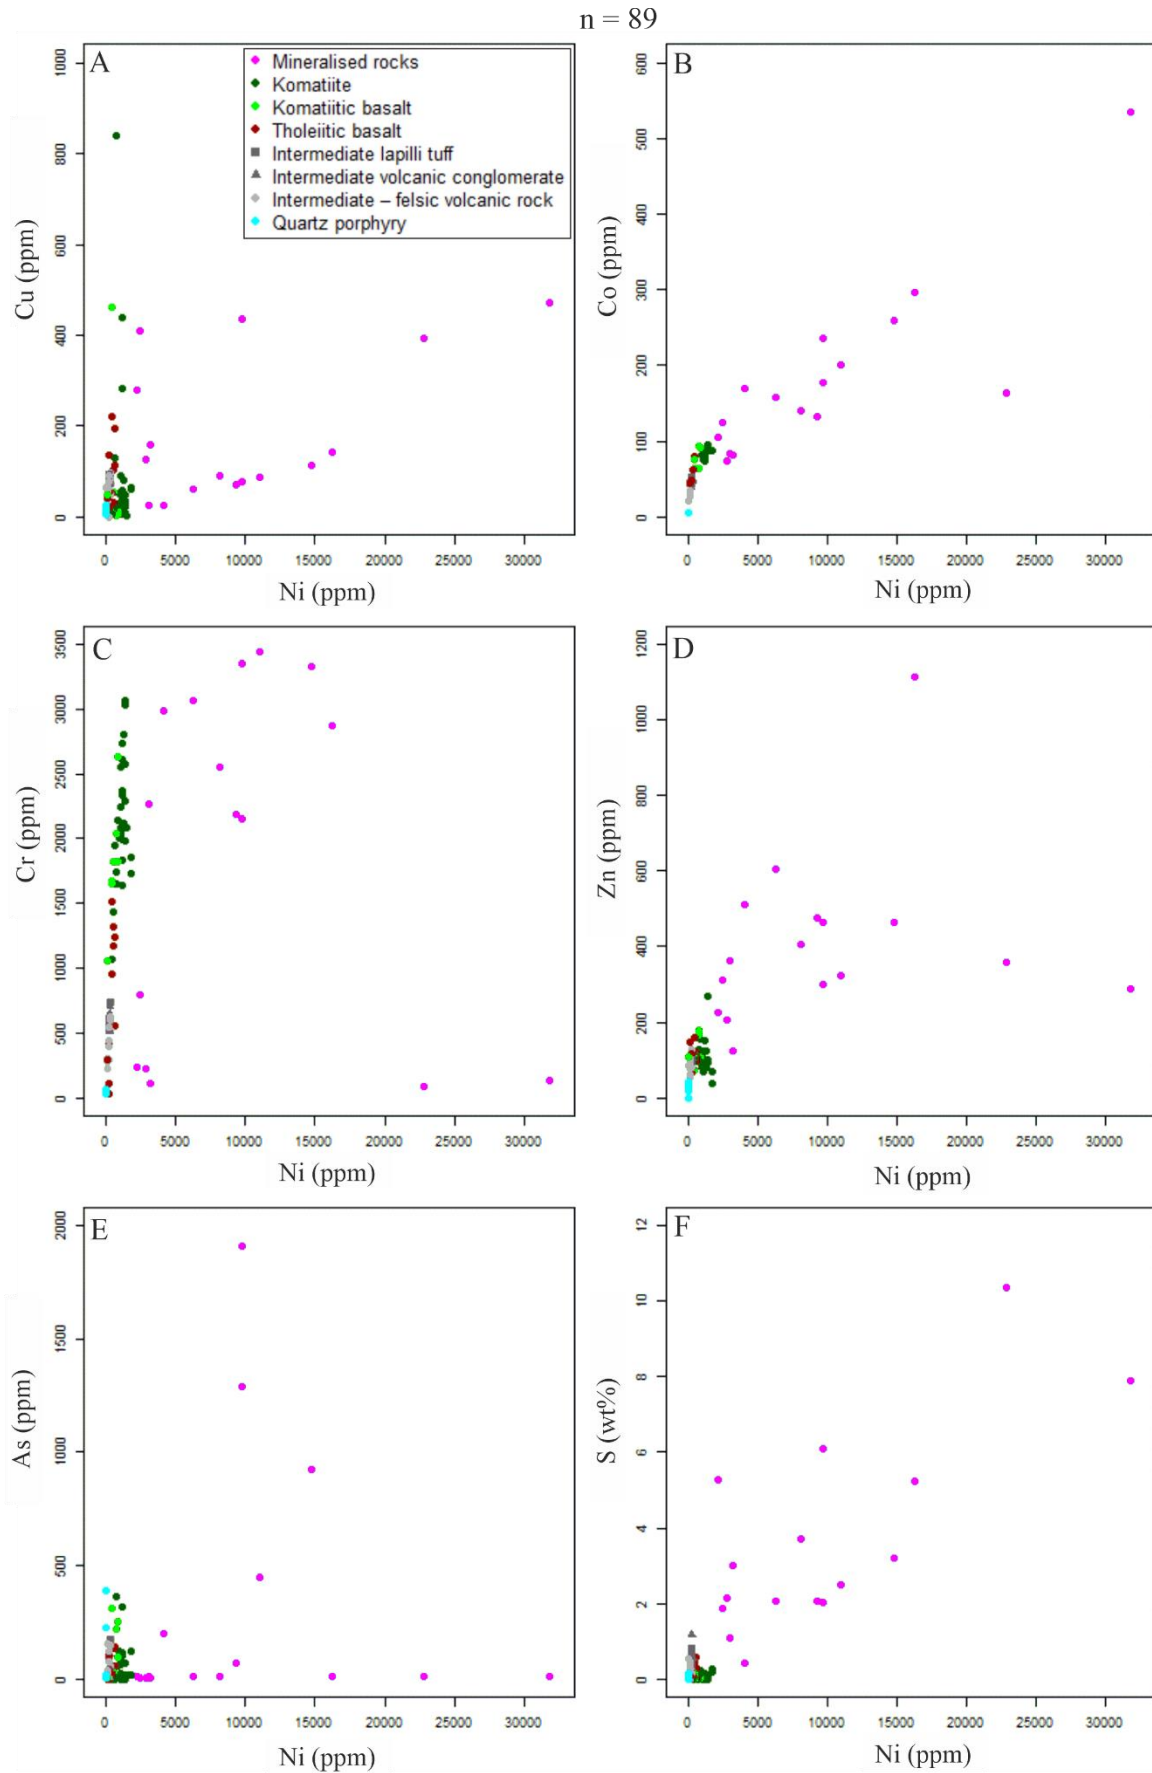 n = 89
A
Mineralised rocks
Komatiite
Komatiitic basalt
Tholeiitic basalt
Intermediate lapilli tuff
Intermediate volcanic conglomerate
Intermediate – felsic volcanic rock
Quartz porphyry
Cu (ppm)
0 200 400 600 800 1000
0 5000 10000 15000 20000 25000 30000
Ni (ppm)
B
Co (ppm)
0 100 200 300 400 500 600
0 5000 10000 15000 20000 25000 30000
Ni (ppm)
C
Cr (ppm)
0 500 1000 1500 2000 2500 3000 3500
0 5000 10000 15000 20000 25000 30000
Ni (ppm)
D
Zn (ppm)
0 200 400 600 800 1000 1200
0 5000 10000 15000 20000 25000 30000
Ni (ppm)
E
As (ppm)
0 500 1000 1500 2000
0 5000 10000 15000 20000 25000 30000
Ni (ppm)
F
S (wt%)
0 2 4 6 8 10 12
0 5000 10000 15000 20000 25000 30000
Ni (ppm)